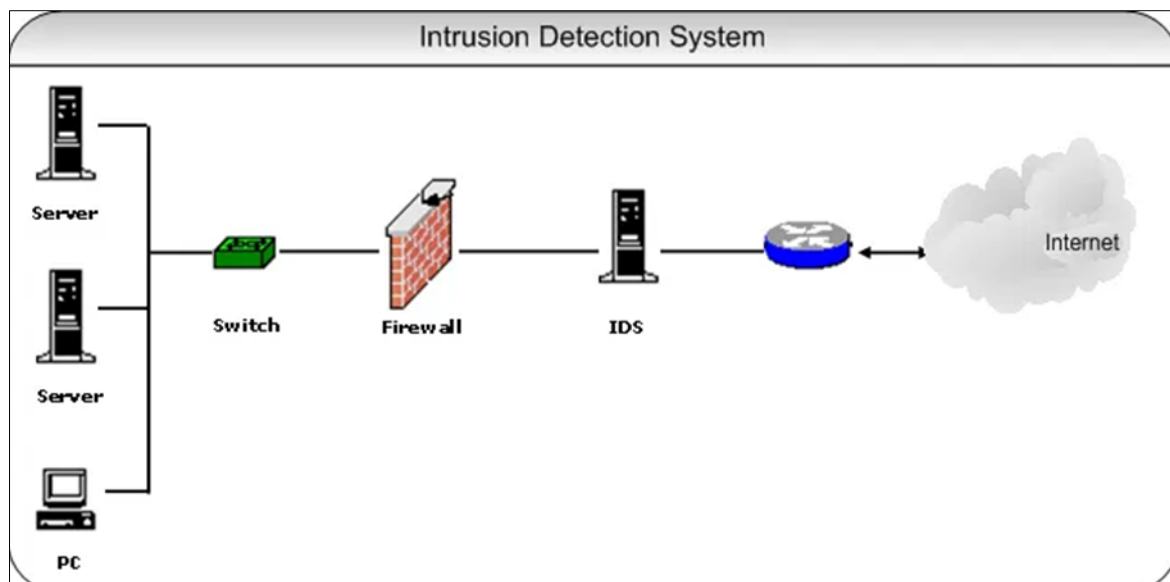 Intrusion Detection System
Server
Internet
Switch
Firewall
IDS
Server
PC